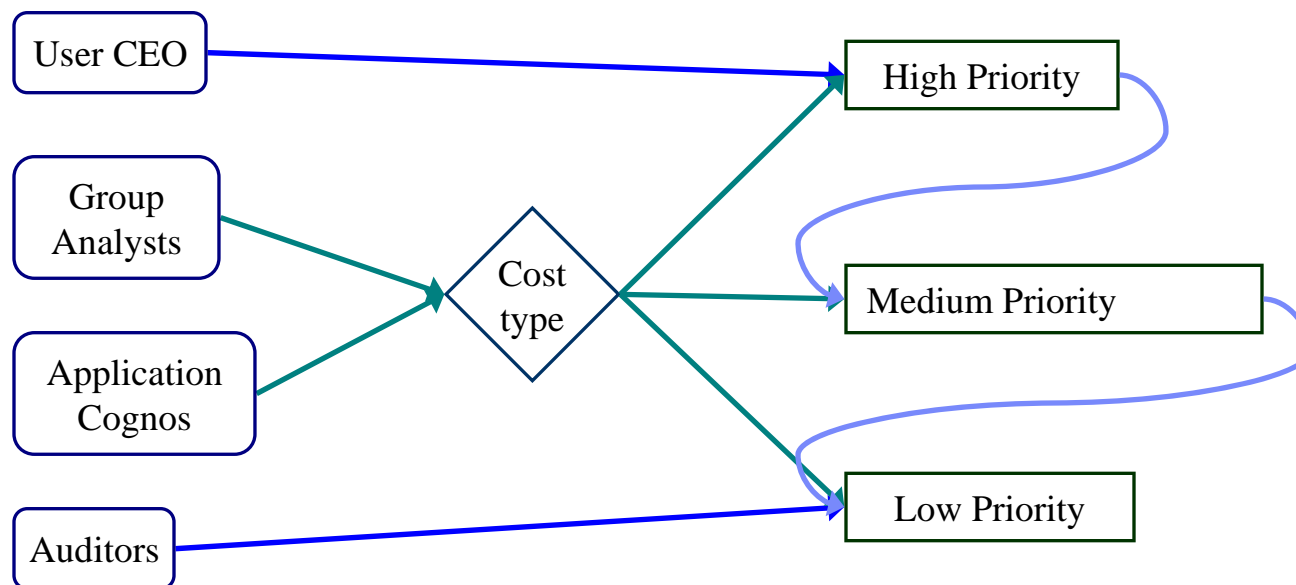 User CEO
Group
Analysts
Application
Cognos
Auditors
Cost
type
High Priority
Medium Priority
Low Priority